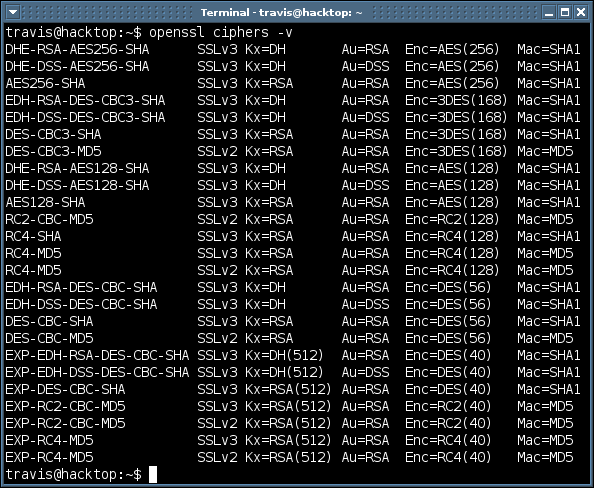 Terminal - travis@hacktop: ~
travis@hacktop:~$ openssl ciphers -v
DHE-RSA-AES256-SHA SSLv3 Kx=DH Au=RSA Enc=AES(256) Mac=SHA1
DHE-DSS-AES256-SHA SSLv3 Kx=DH Au=DSS Enc=AES(256) Mac=SHA1
AES256-SHA SSLv3 Kx=RSA Au=RSA Enc=AES(256) Mac=SHA1
EDH-RSA-DES-CBC3-SHA SSLv3 Kx=DH Au=RSA Enc=3DES(168) Mac=SHA1
EDH-DSS-DES-CBC3-SHA SSLv3 Kx=DH Au=DSS Enc=3DES(168) Mac=SHA1
DES-CBC3-SHA SSLv3 Kx=RSA Au=RSA Enc=3DES(168) Mac=SHA1
DES-CBC3-MD5 SSLv2 Kx=RSA Au=RSA Enc=3DES(168) Mac=MD5
DHE-RSA-AES128-SHA SSLv3 Kx=DH Au=RSA Enc=AES(128) Mac=SHA1
DHE-DSS-AES128-SHA SSLv3 Kx=DH Au=DSS Enc=AES(128) Mac=SHA1
AES128-SHA SSLv3 Kx=RSA Au=RSA Enc=AES(128) Mac=SHA1
RC2-CBC-MD5 SSLv2 Kx=RSA Au=RSA Enc=RC2(128) Mac=MD5
RC4-SHA SSLv3 Kx=RSA Au=RSA Enc=RC4(128) Mac=SHA1
RC4-MD5 SSLv3 Kx=RSA Au=RSA Enc=RC4(128) Mac=MD5
RC4-MD5 SSLv2 Kx=RSA Au=RSA Enc=RC4(128) Mac=MD5
EDH-RSA-DES-CBC-SHA SSLv3 Kx=DH Au=RSA Enc=DES(56) Mac=SHA1
EDH-DSS-DES-CBC-SHA SSLv3 Kx=DH Au=DSS Enc=DES(56) Mac=SHA1
DES-CBC-SHA SSLv3 Kx=RSA Au=RSA Enc=DES(56) Mac=SHA1
DES-CBC-MD5 SSLv2 Kx=RSA Au=RSA Enc=DES(56) Mac=MD5
EXP-EDH-RSA-DES-CBC-SHA SSLv3 Kx=DH(512) Au=RSA Enc=DES(40) Mac=SHA1
EXP-EDH-DSS-DES-CBC-SHA SSLv3 Kx=DH(512) Au=DSS Enc=DES(40) Mac=SHA1
EXP-DES-CBC-SHA SSLv3 Kx=RSA(512) Au=RSA Enc=DES(40) Mac=SHA1
EXP-RC2-CBC-MD5 SSLv3 Kx=RSA(512) Au=RSA Enc=RC2(40) Mac=MD5
EXP-RC2-CBC-MD5 SSLv2 Kx=RSA(512) Au=RSA Enc=RC2(40) Mac=MD5
EXP-RC4-MD5 SSLv3 Kx=RSA(512) Au=RSA Enc=RC4(40) Mac=MD5
EXP-RC4-MD5 SSLv2 Kx=RSA(512) Au=RSA Enc=RC4(40) Mac=MD5
travis@hacktop:~$